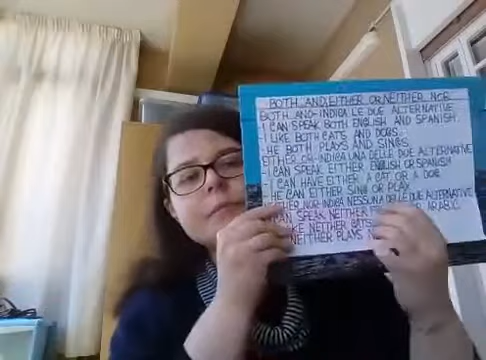 BOTH AND, EITHER OR, NEITHER NOR
BOTH AND-INDICA LE DUE ALTERNATIVE
I CAN SPEAK BOTH ENGLISH AND SPANISH.
I LIKE BOTH CATS AND DOGS.
HE BOTH PLAYS AND SINGS.
EITHER OR-INDICA UNA DELLE DUE ALTERNATIVE
I CAN SPEAK EITHER ENGLISH OR SPANISH
I CAN HAVE EITHER A CAT OR A DOG
HE CAN EITHER SING OR PLAY.
NOR-INDICA NESSUNA DELLE DUE ALTERNATIVE
CAN SPEAK NEITHER ARABIC
NEITHER CATS
NEITHER PLAYS